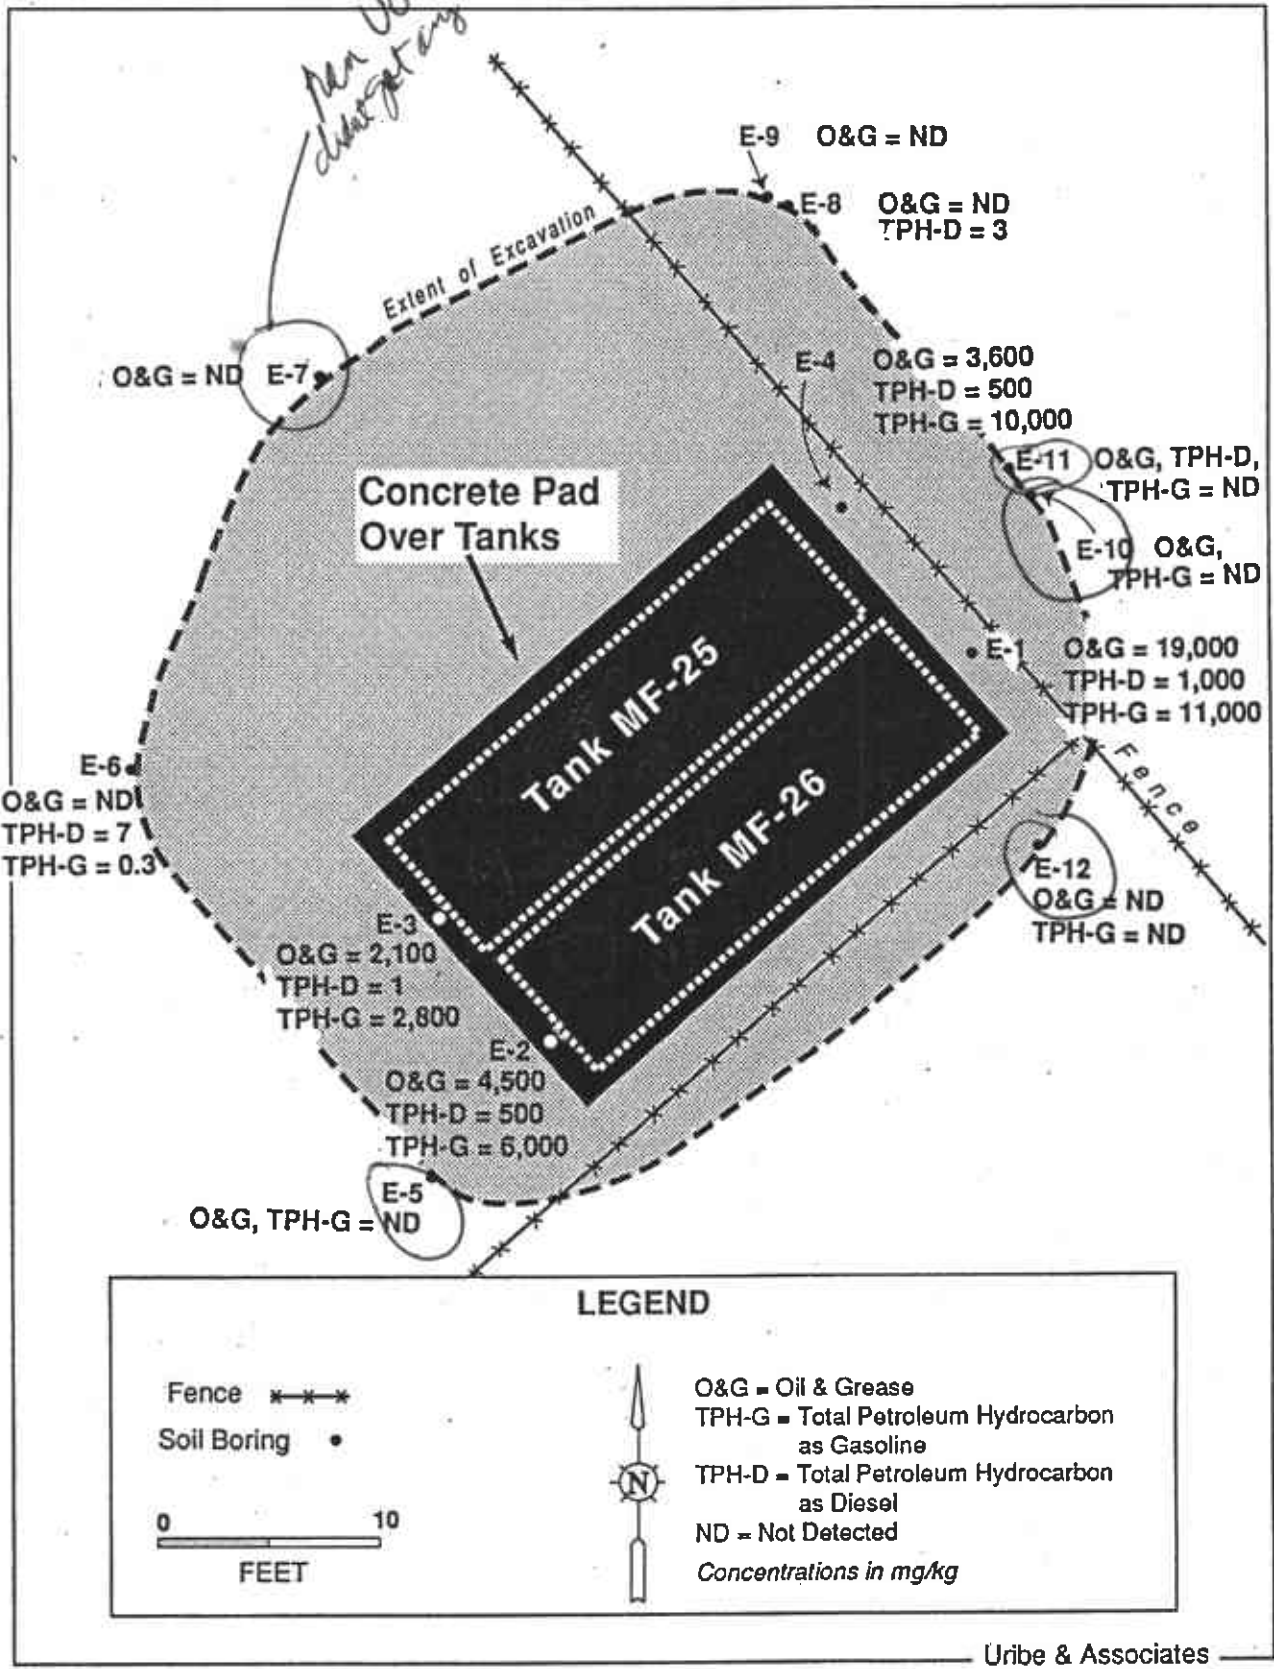 didnt get any
E-9 O&G = ND
E-8 O&G = ND
TPH-D = 3
Extent of Excavation
O&G = ND E-7
E-4 O&G = 3,600
TPH-D = 500
TPH-G = 10,000
E-11 O&G, TPH-D,
TPH-G = ND
E-10 O&G,
TPH-G = ND
Concrete Pad
Over Tanks
E-1 O&G = 19,000
TPH-D = 1,000
TPH-G = 11,000
Tank MF-25
Tank MF-26
Fence
E-6
O&G = ND
TPH-D = 7
TPH-G = 0.3
E-12
O&G = ND
TPH-G = ND
E-3
O&G = 2,100
TPH-D = 1
TPH-G = 2,800
E-2
O&G = 4,500
TPH-D = 500
TPH-G = 6,000
E-5
O&G, TPH-G = ND
LEGEND
Fence
Soil Boring
0 10
FEET
N
O&G = Oil & Grease
TPH-G = Total Petroleum Hydrocarbon
as Gasoline
TPH-D = Total Petroleum Hydrocarbon
as Diesel
ND = Not Detected
Concentrations in mg/kg
Uribe & Associates